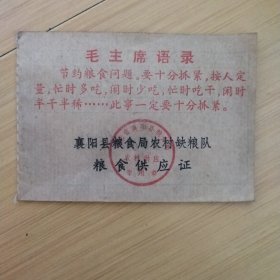 毛主席语录
节约粮食问题。要十分抓紧,按人定
量,忙时多吃,闲时少吃,忙时吃干,闲时
半干半稀……此事一定要十分抓紧。
襄阳县粮食局农村缺粮队
粮食供应证